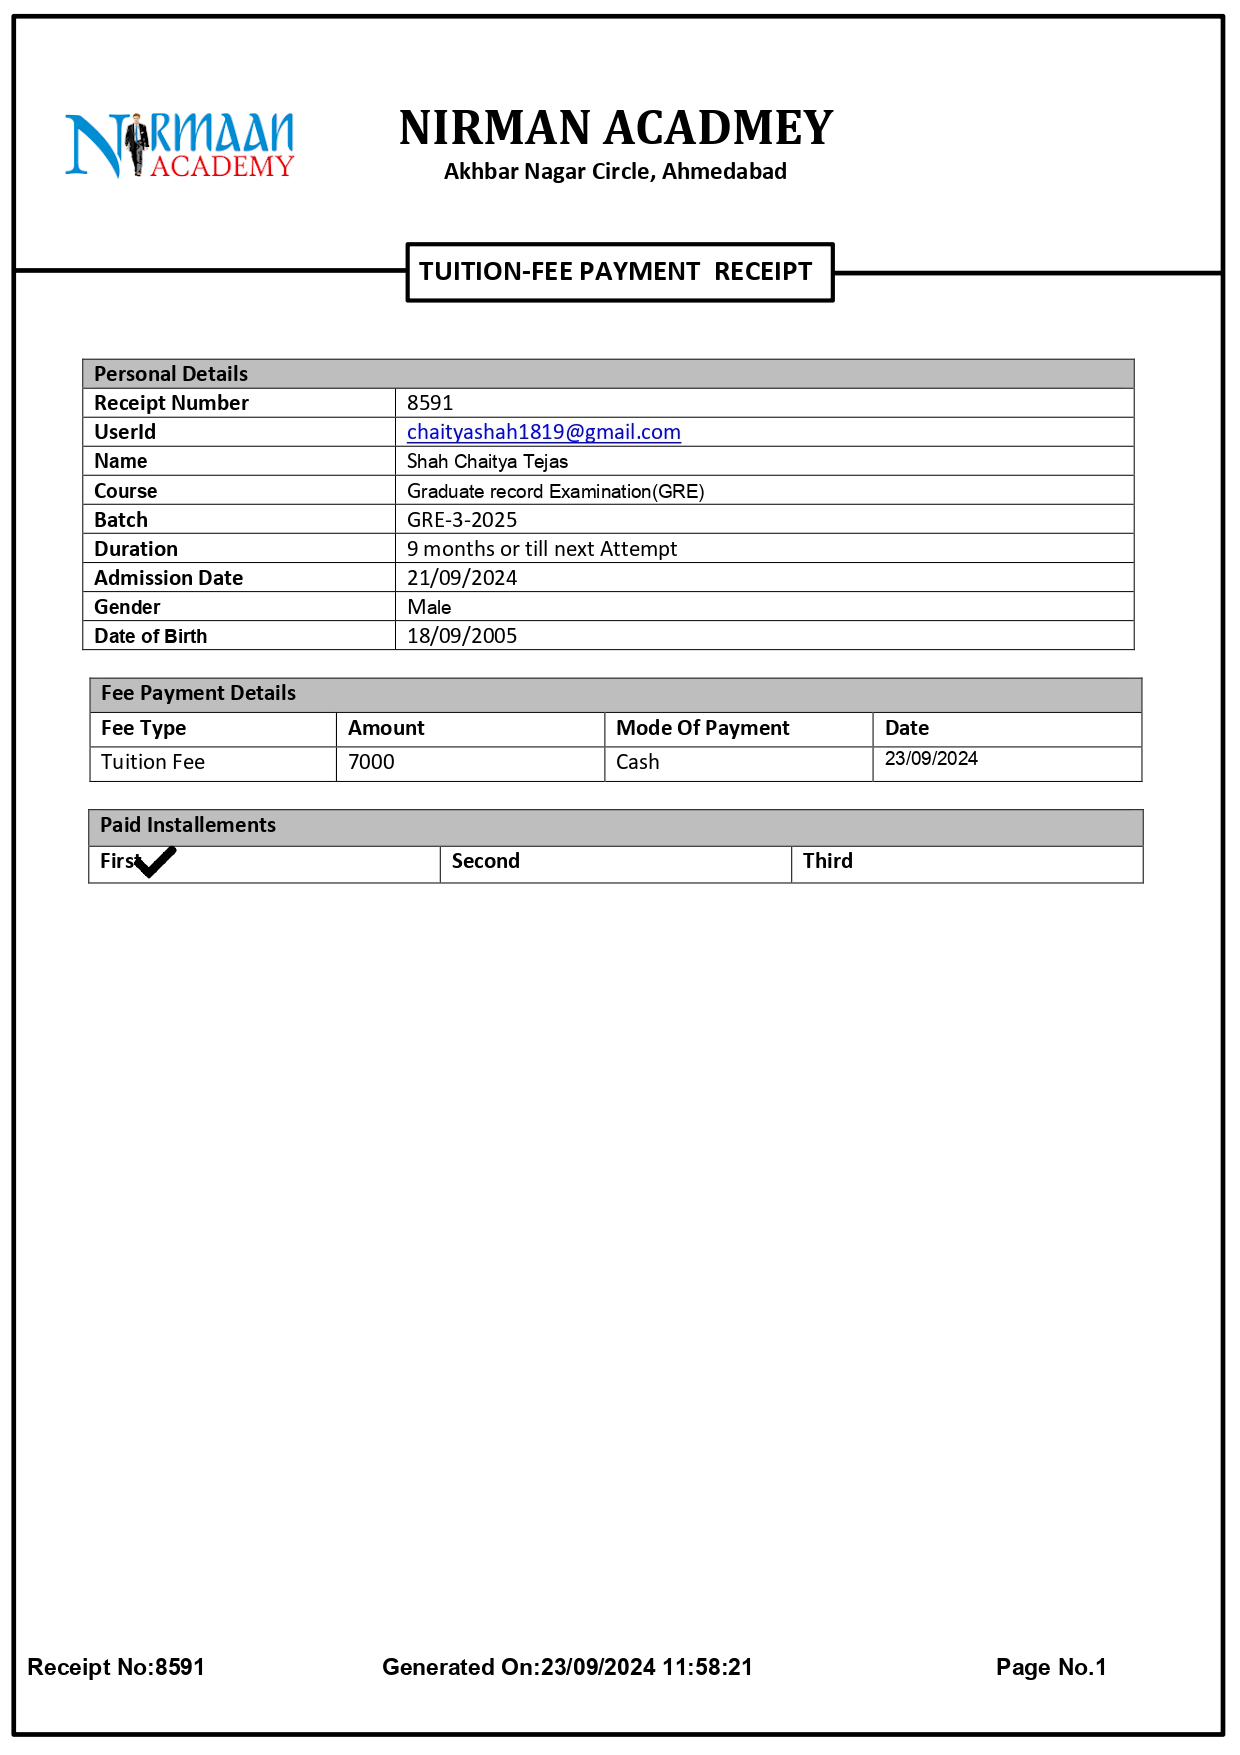 NIRMAAN
ACADEMY
NIRMAN ACADMEY
Akhbar Nagar Circle, Ahmedabad
TUITION-FEE PAYMENT RECEIPT
Personal Details
Receipt Number 8591
UserId chaityashah1819@gmail.com
Name Shah Chaitya Tejas
Course Graduate record Examination(GRE)
Batch GRE-3-2025
Duration 9 months or till next Attempt
Admission Date 21/09/2024
Gender Male
Date of Birth 18/09/2005
Fee Payment Details
Fee Type Amount Mode Of Payment Date
Tuition Fee 7000 Cash 23/09/2024
Paid Installements
First Second Third
Receipt No:8591 Generated On:23/09/2024 11:58:21 Page No.1